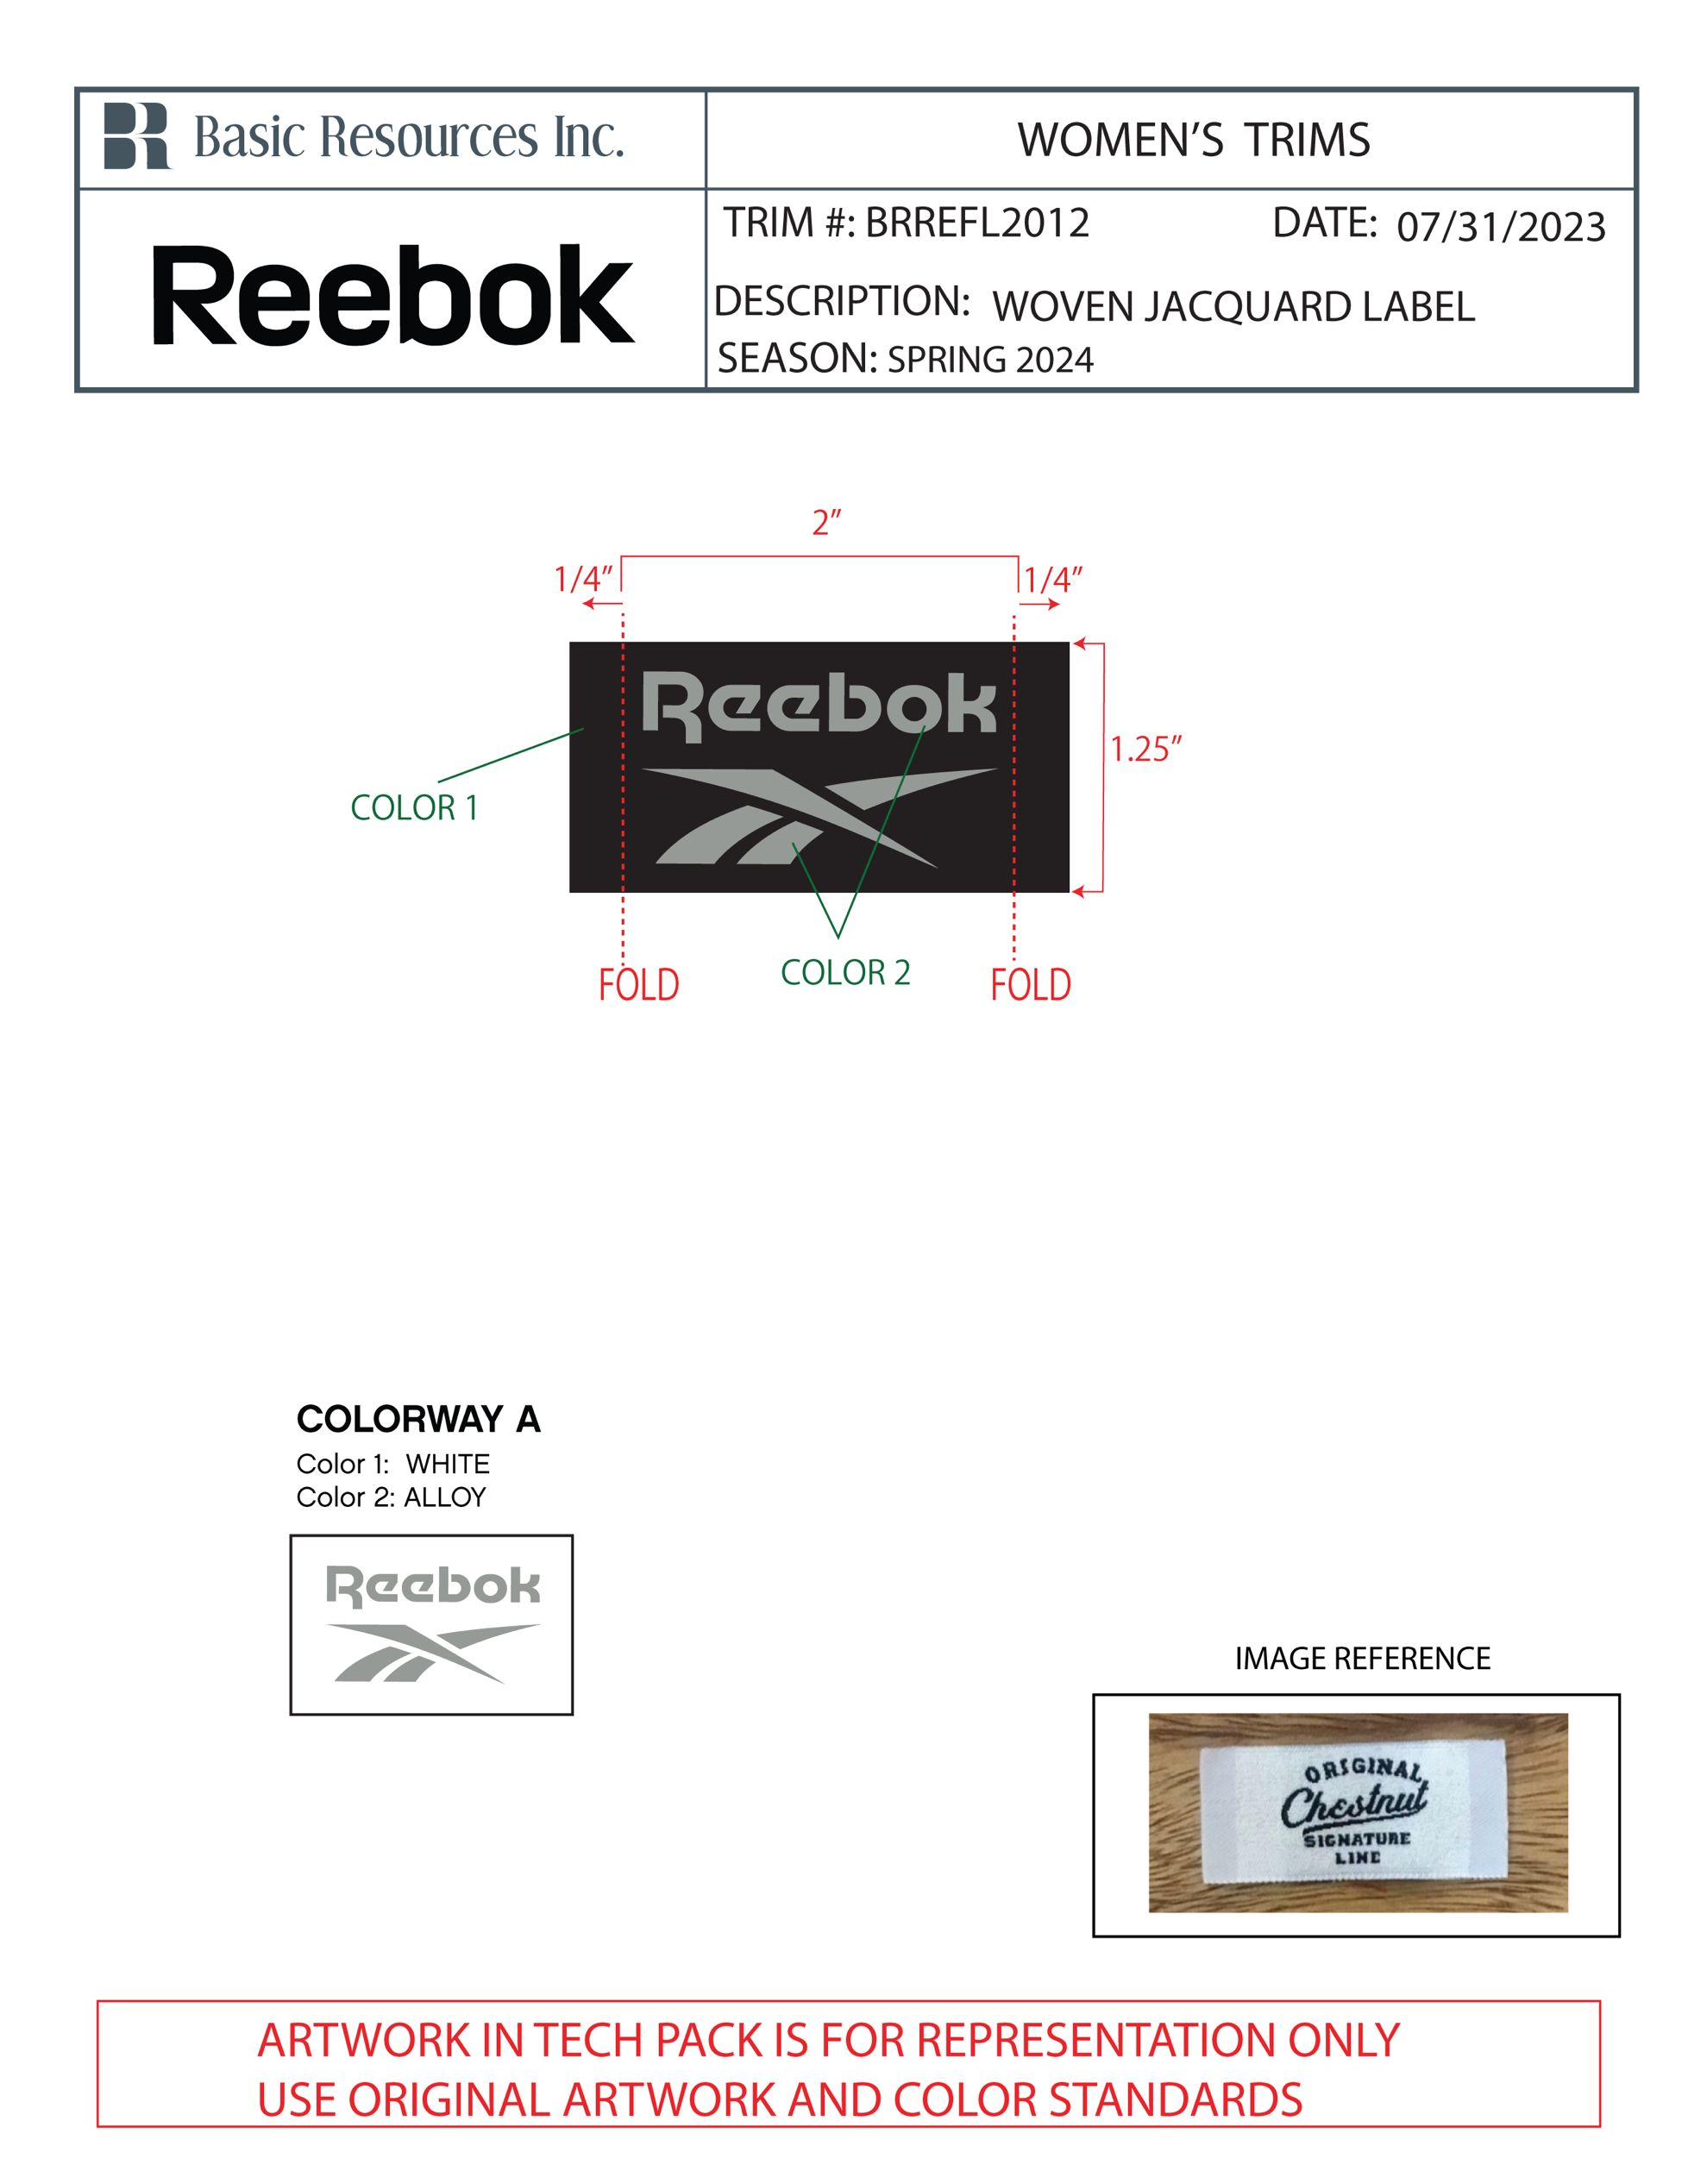 BR Basic Resources Inc.
WOMEN'S TRIMS
Reebok
TRIM #: BRREFL2012
DATE: 07/31/2023
DESCRIPTION: WOVEN JACQUARD LABEL
SEASON: SPRING 2024
2"
1/4"
1/4"
Reebok
1.25"
COLOR 1
COLOR 2
FOLD
FOLD
COLORWAY A
Color 1: WHITE
Color 2: ALLOY
Reebok
IMAGE REFERENCE
ORIGINAL
Chestnut
SIGNATURE
LINE
ARTWORK IN TECH PACK IS FOR REPRESENTATION ONLY
USE ORIGINAL ARTWORK AND COLOR STANDARDS